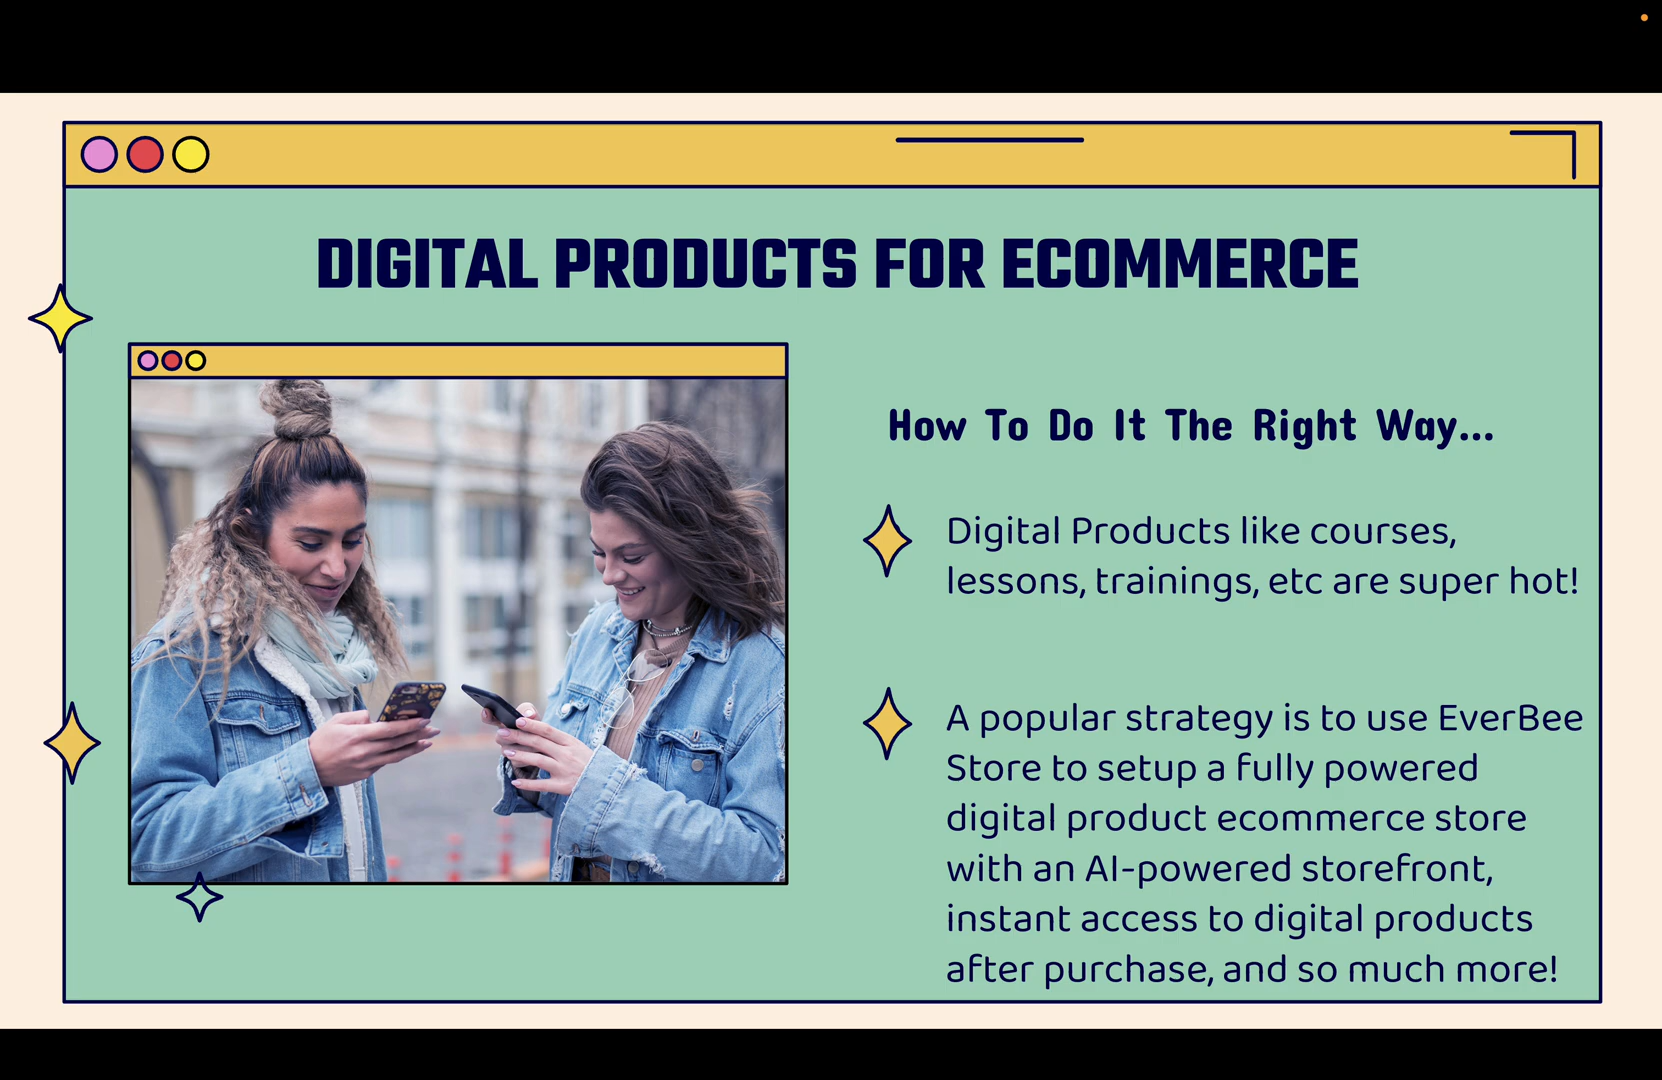 DIGITAL PRODUCTS FOR ECOMMERCE
How To Do It The Right Way...
Digital Products like courses,
lessons, trainings, etc are super hot!
A popular strategy is to use EverBee
Store to setup a fully powered
digital product ecommerce store
with an AI-powered storefront,
instant access to digital products
after purchase, and so much more!